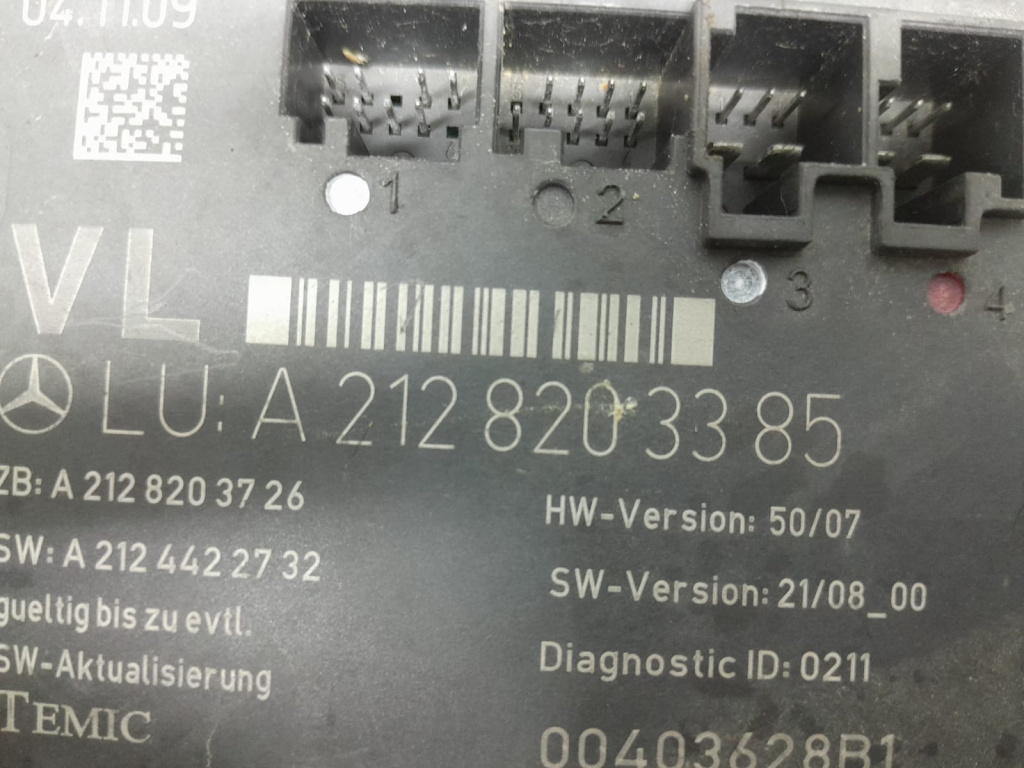 04.11.09
1
2
3
4
VL
LU: A 212 820 33 85
ZB: A 212 820 37 26
SW: A 212 442 27 32
gueltig bis zu evtl.
SW-Aktualisierung
TEMIC
HW-Version: 50/07
SW-Version: 21/08_00
Diagnostic ID: 0211
00403628B1